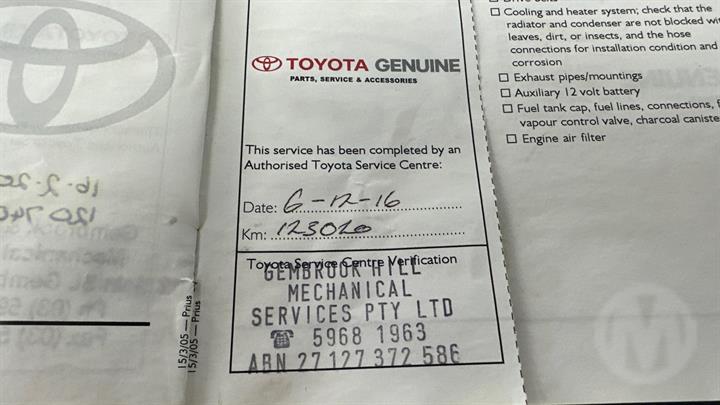 TOYOTA GENUINE
PARTS, SERVICE & ACCESSORIES
This service has been completed by an
Authorised Toyota Service Centre:
Date: 6-12-16
Km: 123020
Toyota Service Centre Verification
GEMBROOK HILL
MECHANICAL
SERVICES PTY LTD
☎ 5968 1963
ABN 27 127 372 586
15/3/05 — Prius
15/3/05 — Prius
☐ Cooling and heater system; check that the
radiator and condenser are not blocked
leaves, dirt, or insects, and the hose
connections for installation condition and
corrosion
☐ Exhaust pipes/mountings
☐ Auxiliary 12 volt battery
☐ Fuel tank cap, fuel lines, connections,
vapour control valve, charcoal
☐ Engine air filter